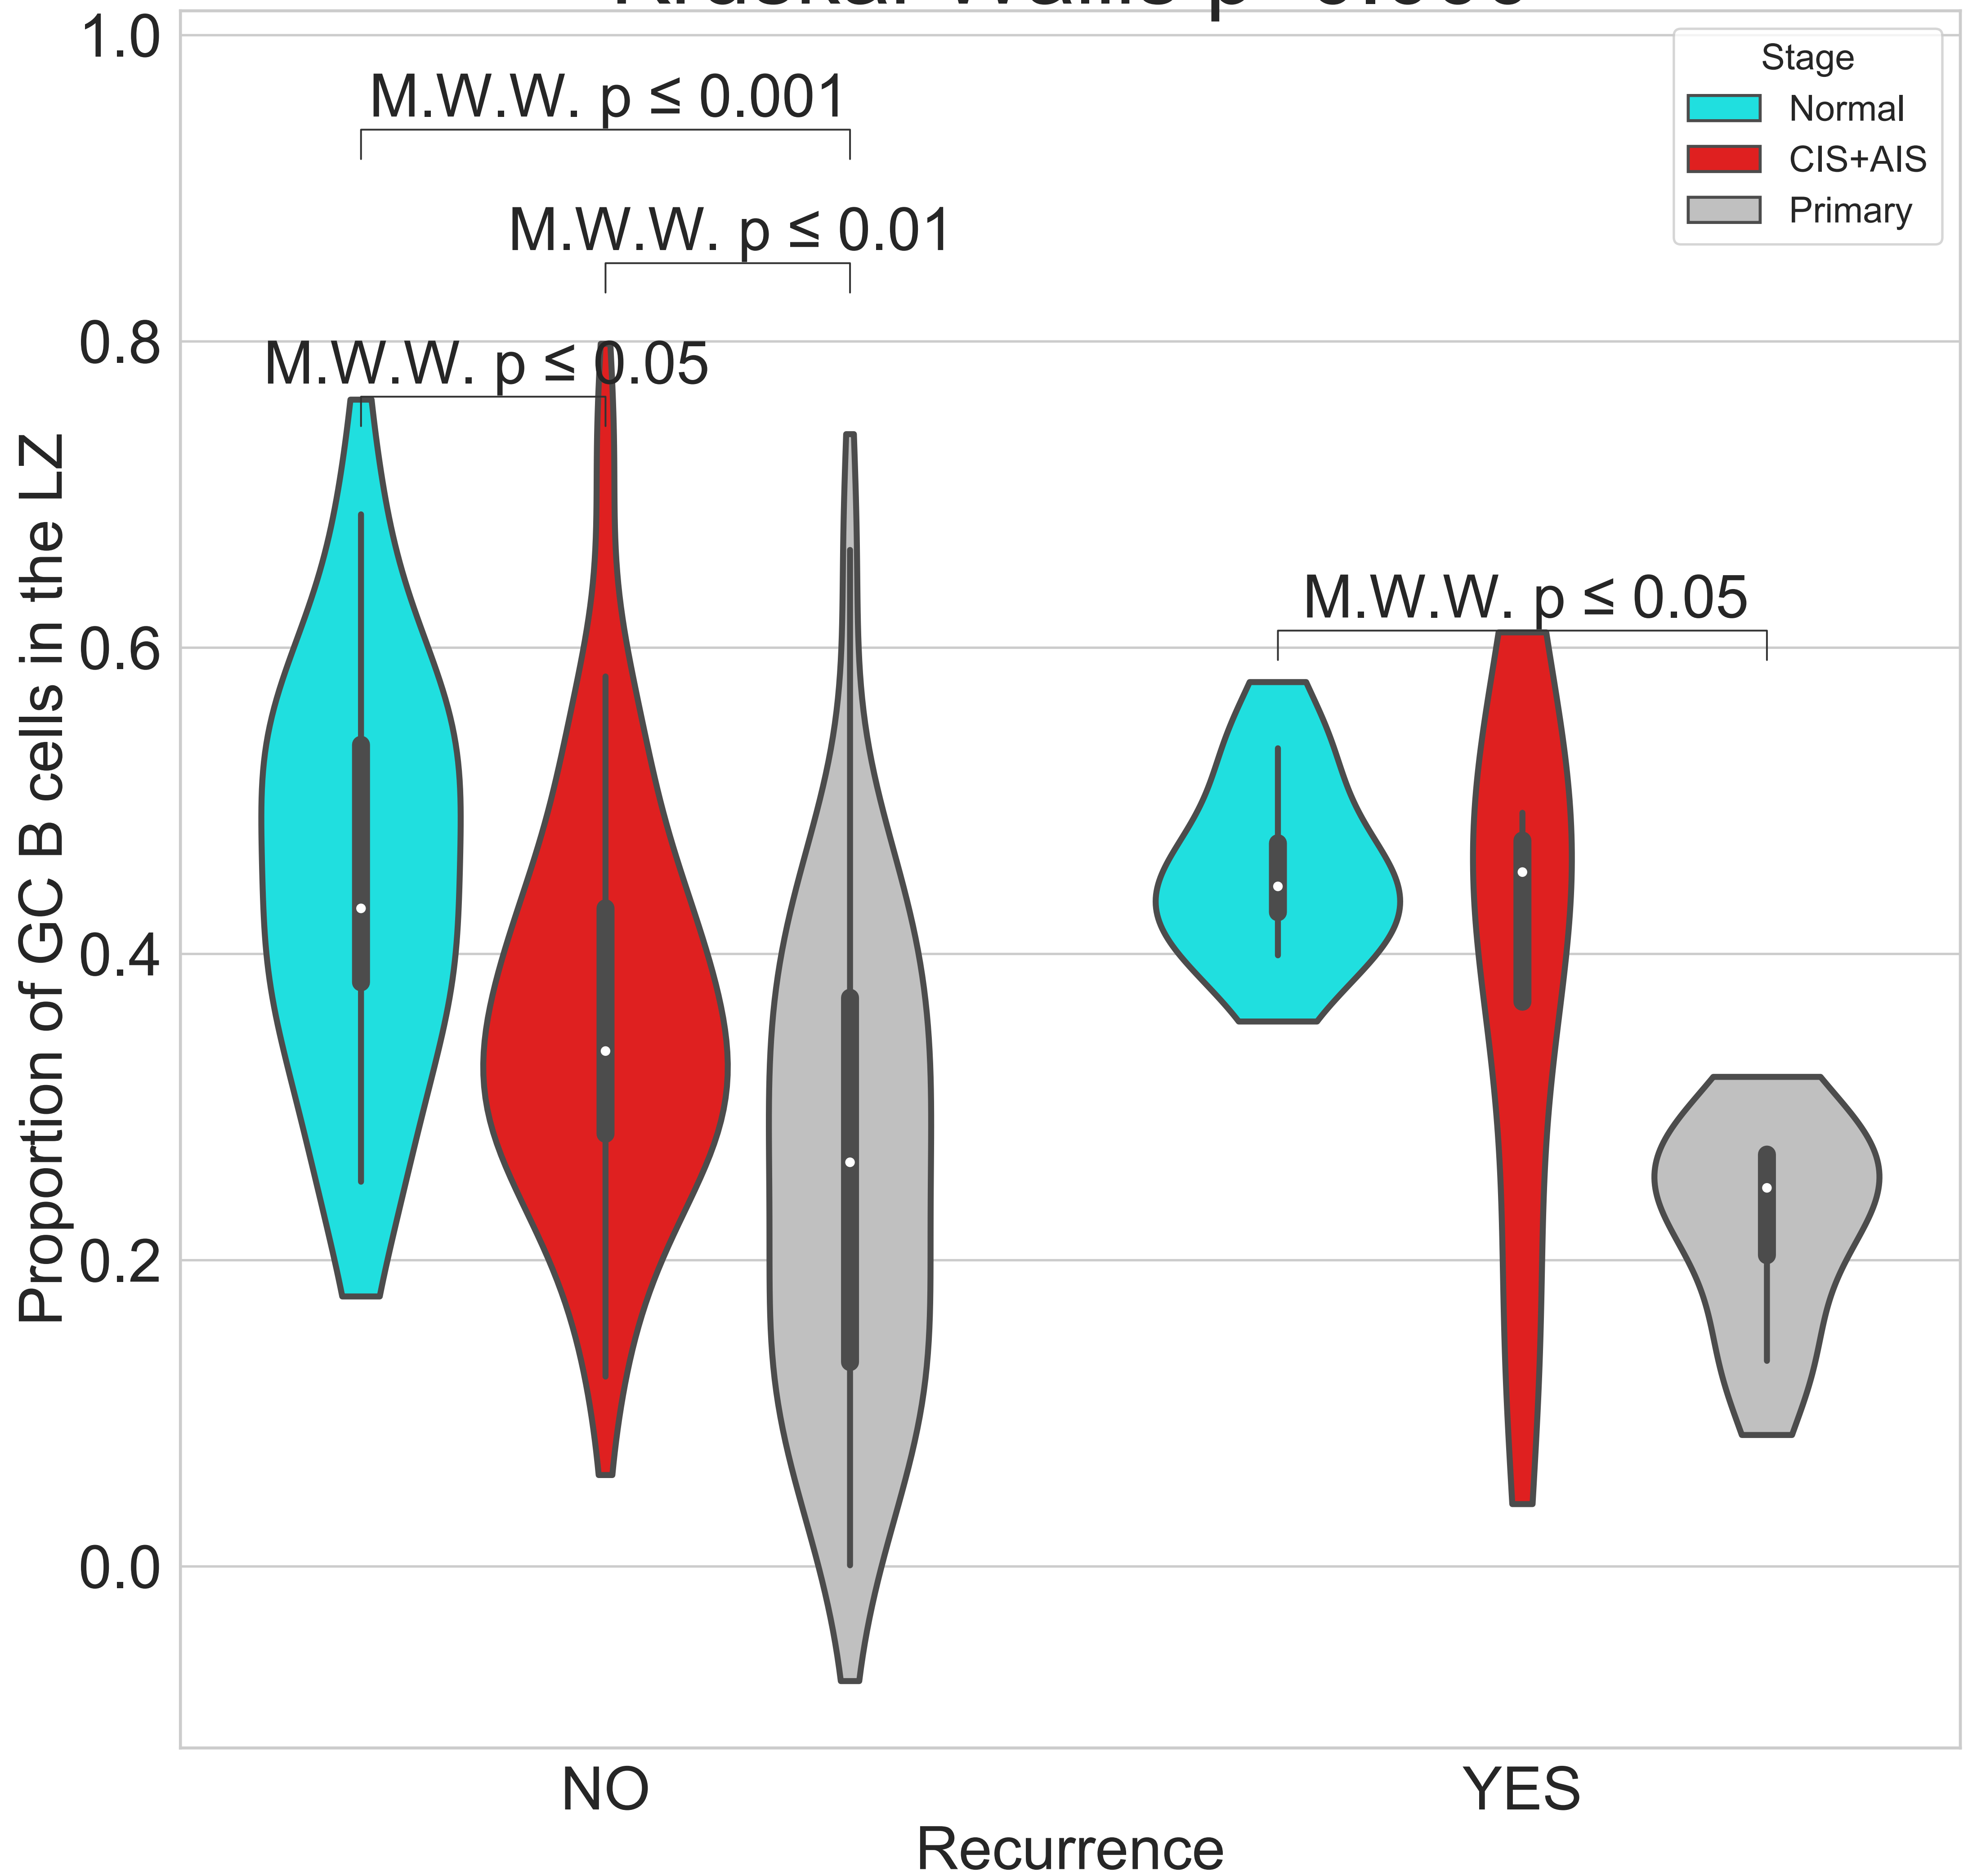 1.0
0.8
0.6
0.4
0.2
0.0
Proportion of GC B cells in the LZ
M.W.W. p ≤ 0.001
M.W.W. p ≤ 0.01
M.W.W. p ≤ 0.05
M.W.W. p ≤ 0.05
Stage
Normal
CIS+AIS
Primary
NO
YES
Recurrence